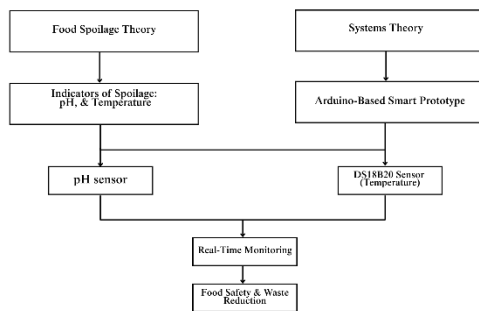 Food Spoilage Theory
Systems Theory
Indicators of Spoilage:
pH, & Temperature
Arduino-Based Smart Prototype
pH sensor
DS18B20 Sensor
(Temperature)
Real-Time Monitoring
Food Safety & Waste
Reduction